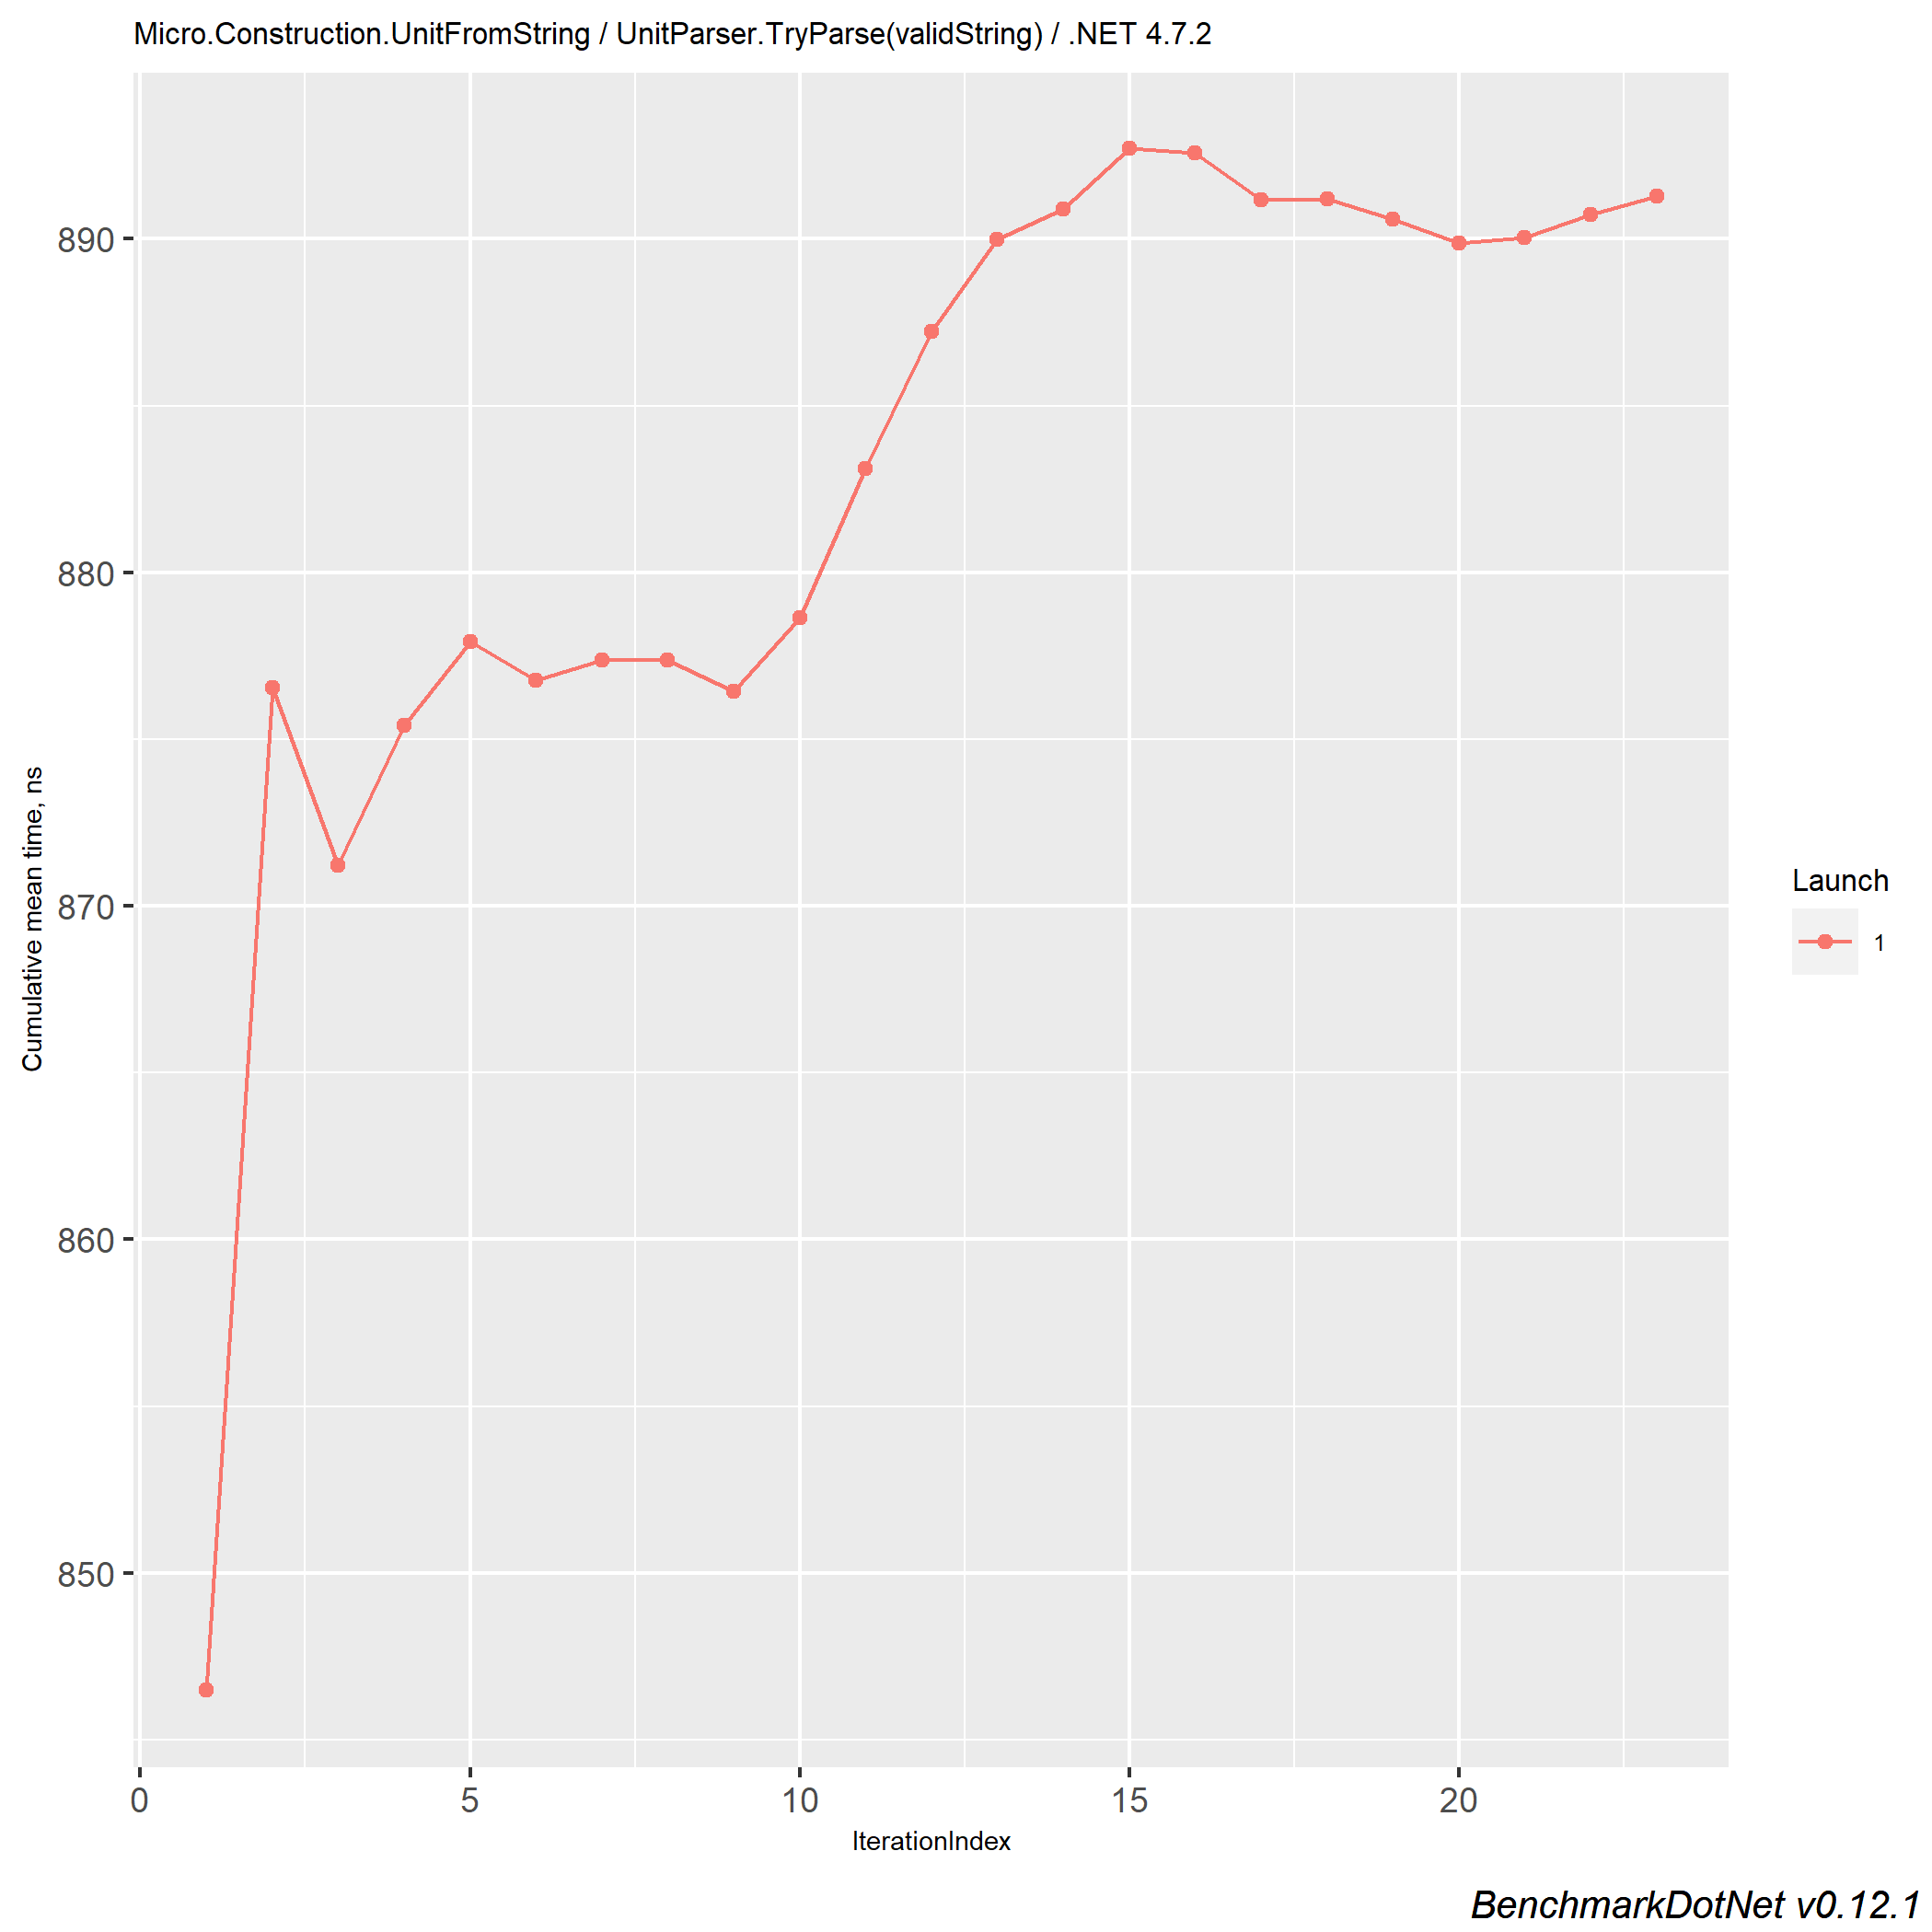 Micro.Construction.UnitFromString / UnitParser.TryParse(validString) / .NET 4.7.2
890
880
870
860
850
Cumulative mean time, ns
0 5 10 15 20
IterationIndex
Launch
1
BenchmarkDotNet v0.12.1